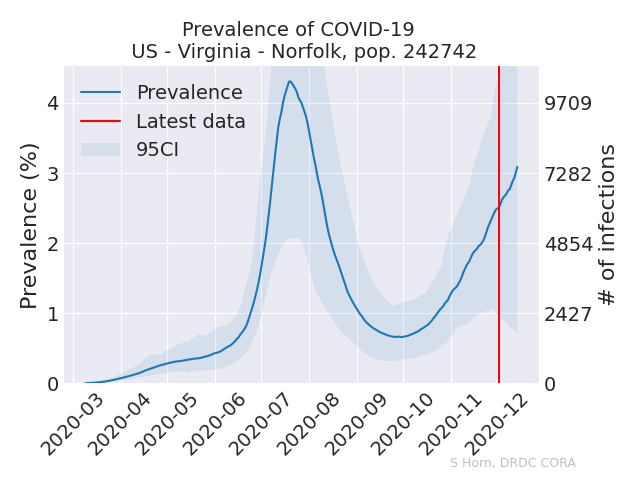 Prevalence of COVID-19
US - Virginia - Norfolk, pop. 242742
Prevalence
Latest data
95CI
Prevalence (%)
4
3
2
1
0
9709
7282
4854
2427
0
# of infections
2020-03
2020-04
2020-05
2020-06
2020-07
2020-08
2020-09
2020-10
2020-11
2020-12
S Horn, DRDC CORA